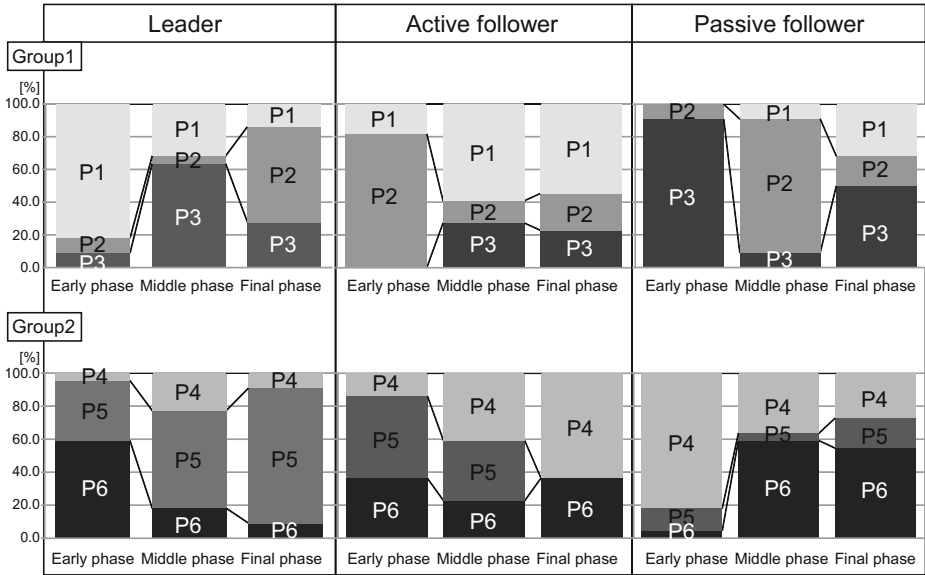 Leader Active follower Passive follower
Group1
[%]
100.0
80.0
60.0
40.0
20.0
0.0
P1 P2 P3
P1 P2 P3
P1 P2 P3
P1 P2
P1 P2 P3
P1 P2 P3
P2 P3
P1 P2 P3
P1 P2 P3
Early phase Middle phase Final phase Early phase Middle phase Final phase Early phase Middle phase Final phase
Group2
[%]
100.0
80.0
60.0
40.0
20.0
0.0
P4 P5 P6
P4 P5 P6
P4 P5 P6
P4 P5 P6
P4 P5 P6
P4 P6
P4 P5 P6
P4 P5 P6
P4 P5 P6
Early phase Middle phase Final phase Early phase Middle phase Final phase Early phase Middle phase Final phase